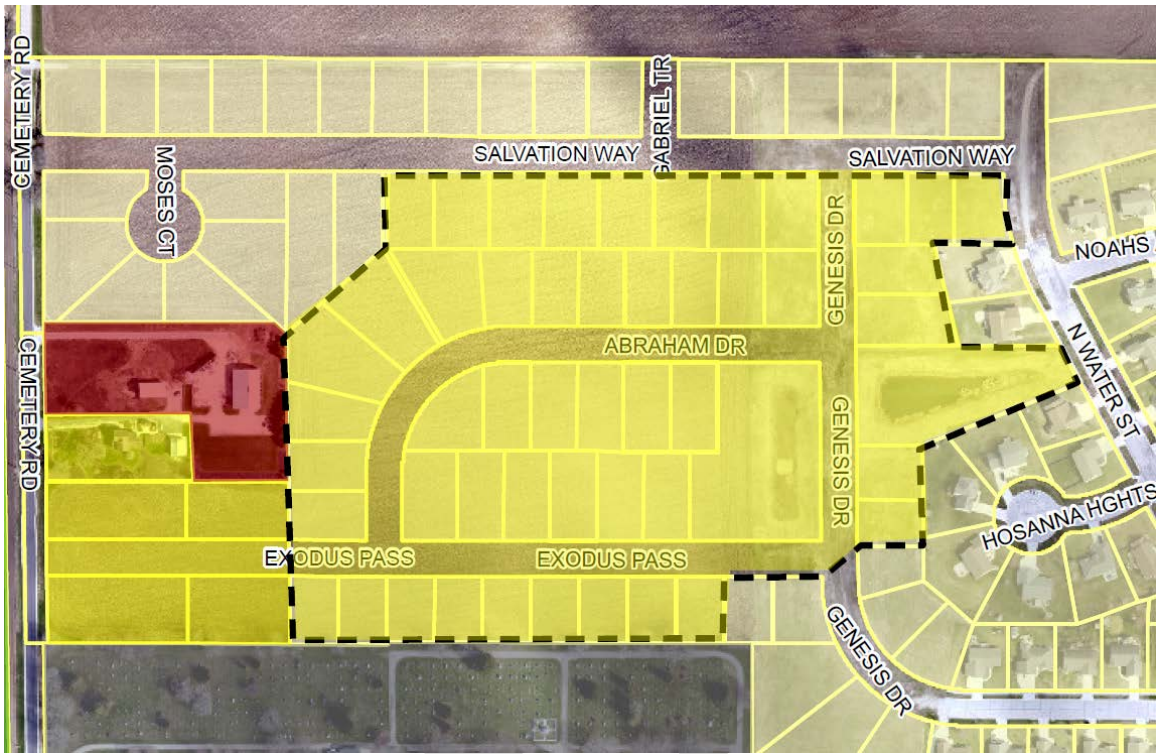 CEMETERY RD
GABRIEL TR
SALVATION WAY
SALVATION WAY
MOSES CT
GENESIS DR
NOAHS
ABRAHAM DR
N WATER ST
CEMETERY RD
GENESIS DR
HOSANNA HGHTS
EXODUS PASS
EXODUS PASS
GENESIS DR